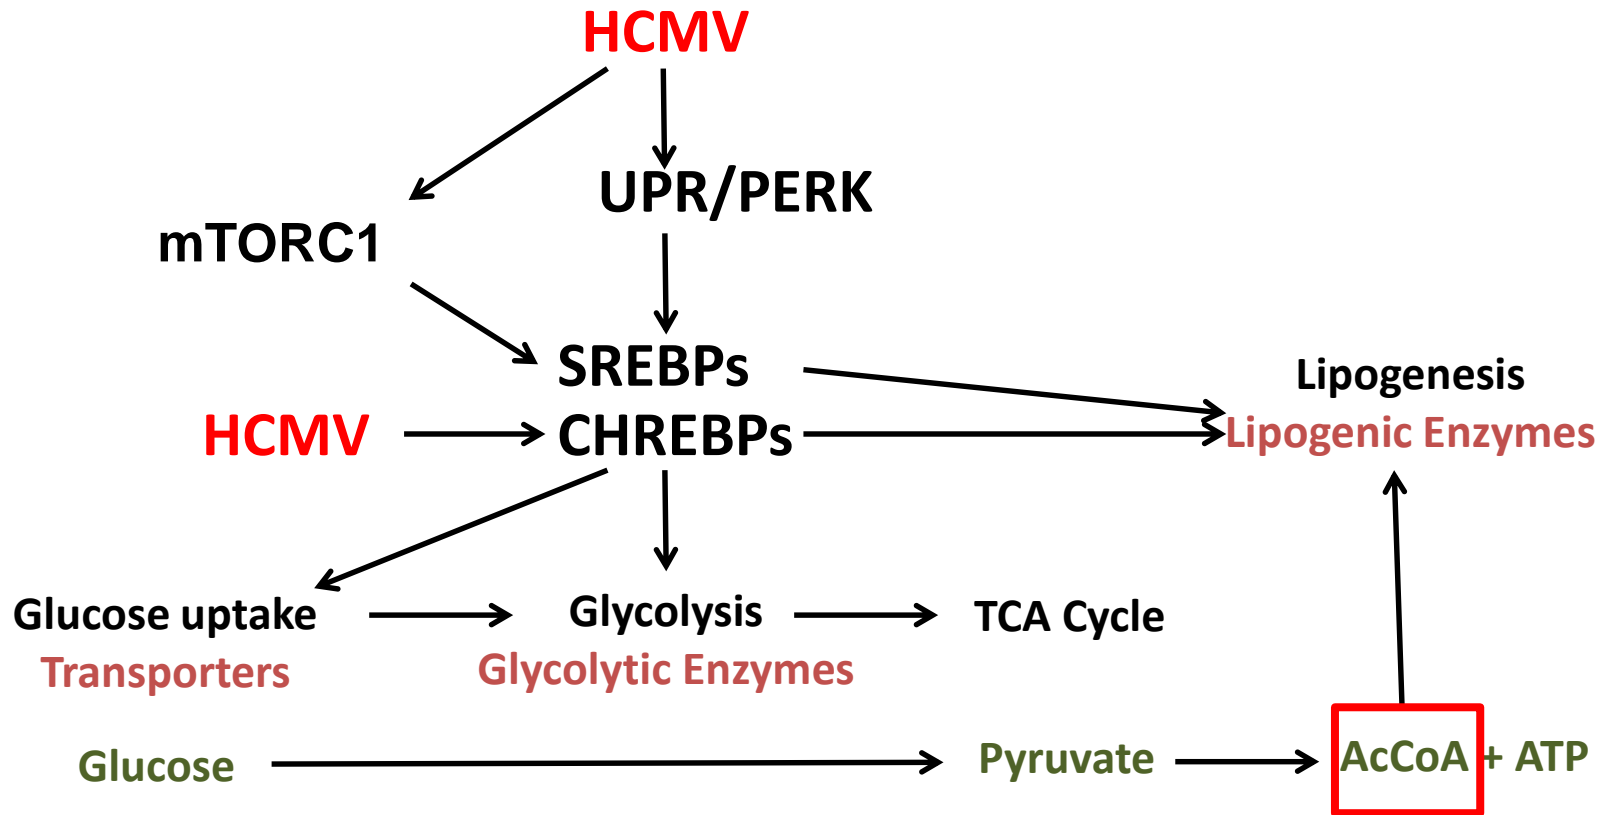 HCMV
UPR/PERK
mTORC1
SREBPs
Lipogenesis
HCMV
CHREBPs
Lipogenic Enzymes
Glucose uptake
Glycolysis
TCA Cycle
Transporters
Glycolytic Enzymes
Glucose
Pyruvate
AcCoA + ATP